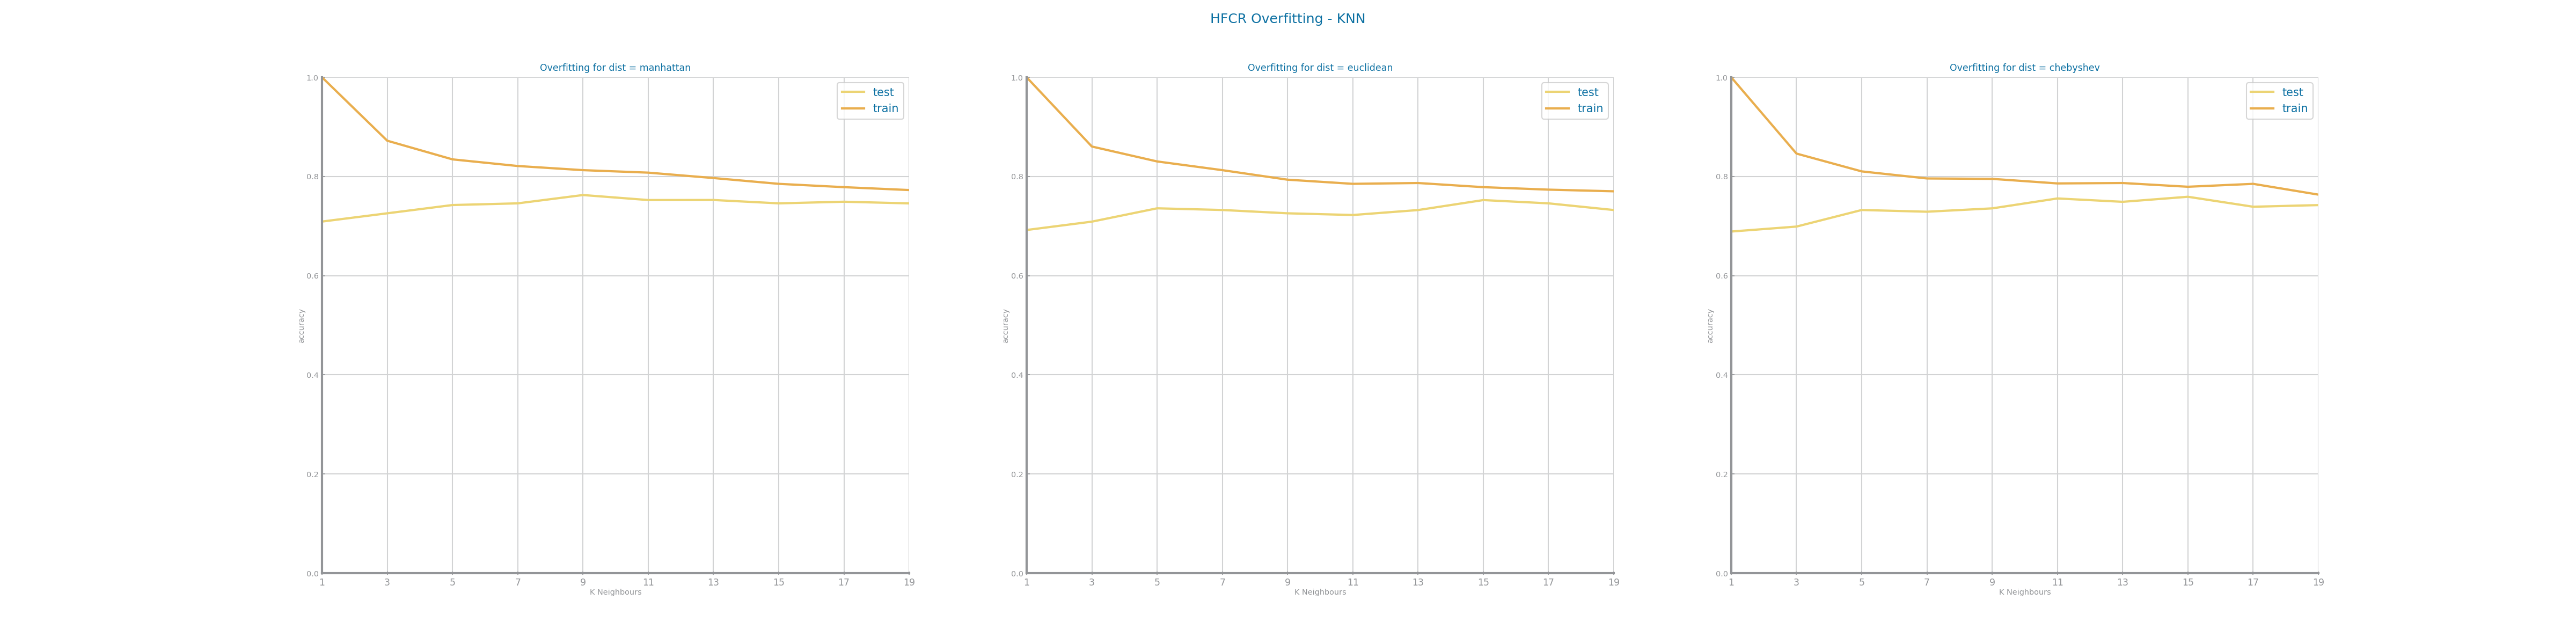 HFCR Overfitting - KNN
Overfitting for dist = manhattan
test
train
1.0
0.8
0.6
0.4
0.2
0.0
accuracy
1 3 5 7 9 11 13 15 17 19
K Neighbours
Overfitting for dist = euclidean
test
train
1.0
0.8
0.6
0.4
0.2
0.0
accuracy
1 3 5 7 9 11 13 15 17 19
K Neighbours
Overfitting for dist = chebyshev
test
train
1.0
0.8
0.6
0.4
0.2
0.0
accuracy
1 3 5 7 9 11 13 15 17 19
K Neighbours